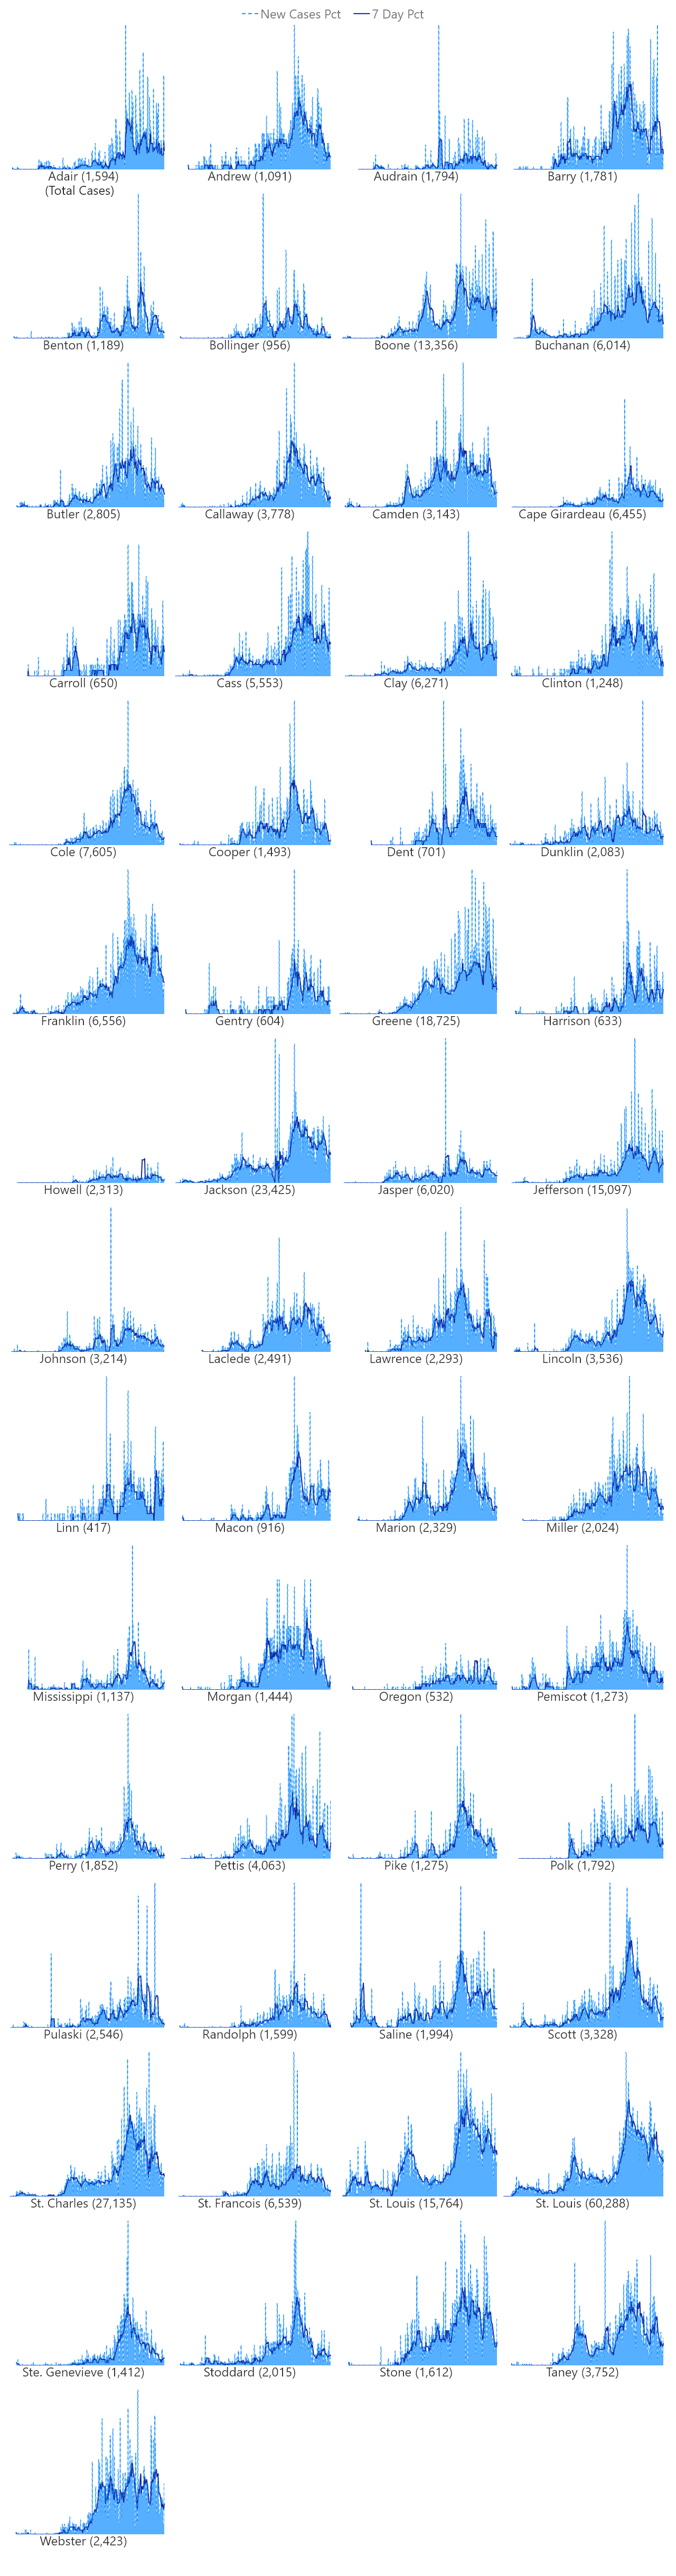 New Cases Pct 7 Day Pct
Adair (1,594) Andrew (1,091) Audrain (1,794) Barry (1,781)
(Total Cases)
Benton (1,189) Bollinger (956) Boone (13,356) Buchanan (6,014)
Butler (2,805) Callaway (3,778) Camden (3,143) Cape Girardeau (6,455)
Carroll (650) Cass (5,553) Clay (6,271) Clinton (1,248)
Cole (7,605) Cooper (1,493) Dent (701) Dunklin (2,083)
Franklin (6,556) Gentry (604) Greene (18,725) Harrison (633)
Howell (2,313) Jackson (23,425) Jasper (6,020) Jefferson (15,097)
Johnson (3,214) Laclede (2,491) Lawrence (2,293) Lincoln (3,536)
Linn (417) Macon (916) Marion (2,329) Miller (2,024)
Mississippi (1,137) Morgan (1,444) Oregon (532) Pemiscot (1,273)
Perry (1,852) Pettis (4,063) Pike (1,275) Polk (1,792)
Pulaski (2,546) Randolph (1,599) Saline (1,994) Scott (3,328)
St. Charles (27,135) St. Francois (6,539) St. Louis (15,764) St. Louis (60,288)
Ste. Genevieve (1,412) Stoddard (2,015) Stone (1,612) Taney (3,752)
Webster (2,423)